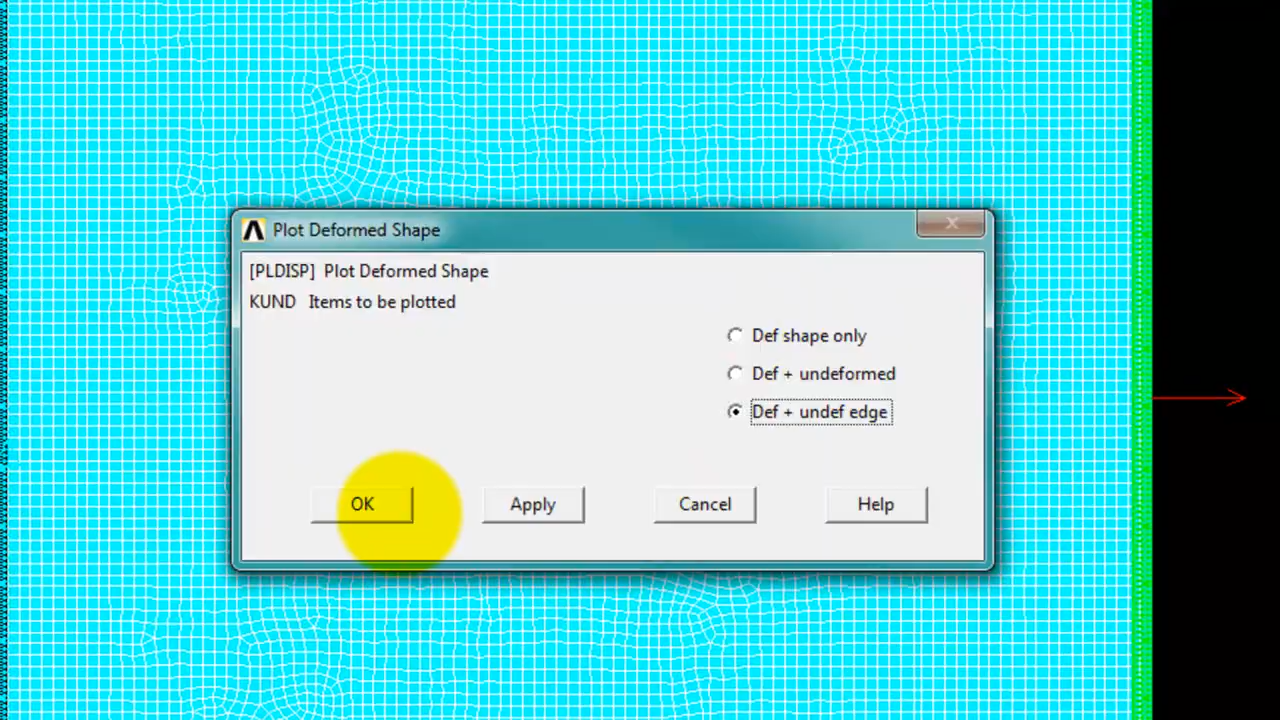 Plot Deformed Shape
[PLDISP] Plot Deformed Shape
KUND Items to be plotted
Def shape only
Def + undeformed
Def + undef edge
OK Apply Cancel Help